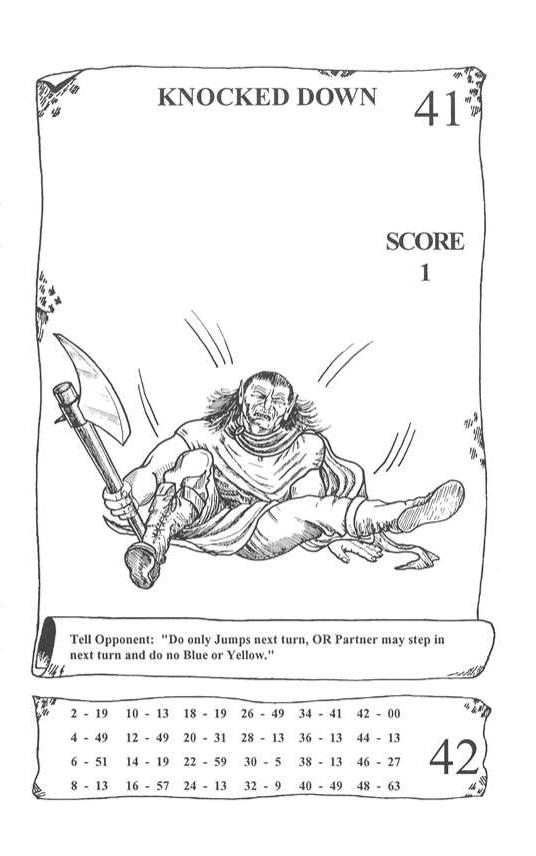 KNOCKED DOWN 41
SCORE
1
Tell Opponent: "Do only Jumps next turn, OR Partner may step in
next turn and do no Blue or Yellow."
2 - 19 10 - 13 18 - 19 26 - 49 34 - 41 42 - 00
4 - 49 12 - 49 20 - 31 28 - 13 36 - 13 44 - 13
6 - 51 14 - 19 22 - 59 30 - 5 38 - 13 46 - 27
8 - 13 16 - 57 24 - 13 32 - 9 40 - 49 48 - 63
42